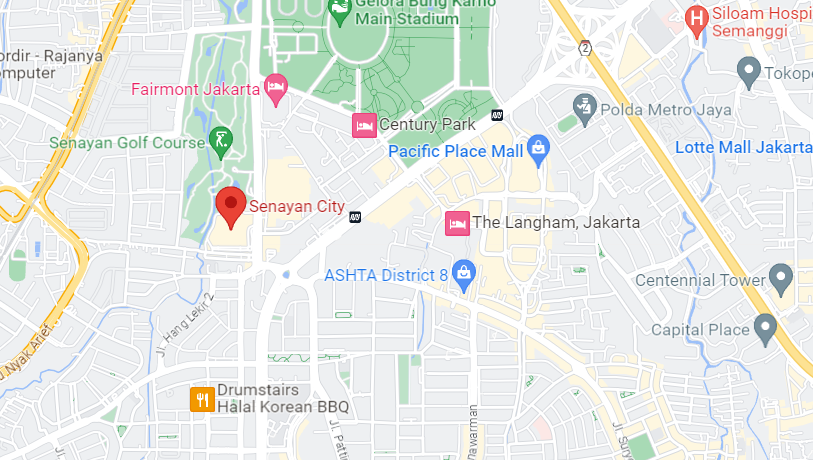 Gelora Bung Karno
Main Stadium
Siloam Hospi
Semanggi
ordir - Rajanya
omputer
2
Tokope
Fairmont Jakarta
Polda Metro Jaya
Century Park
Senayan Golf Course
Pacific Place Mall
Lotte Mall Jakarta
Senayan City
The Langham, Jakarta
ASHTA District 8
Centennial Tower
Jl. Hang Lekir 2
Capital Place
Nyak Arief
Drumstairs
Halal Korean BBQ
Jl. Patti
nawarman
Jl. Sury